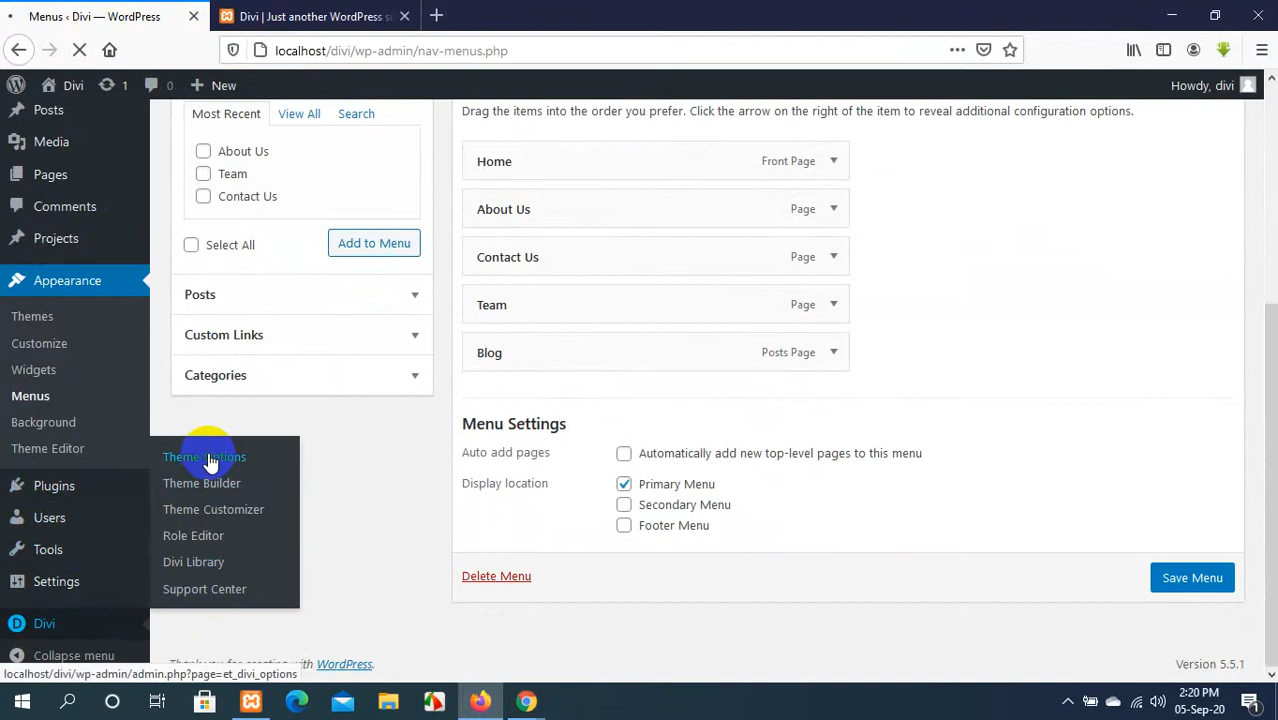 Menus ‹ Divi — WordPress
Divi | Just another WordPress s
localhost/divi/wp-admin/nav-menus.php
Divi 1 0 New Howdy, divi
Posts
Media
Pages
Comments
Projects
Appearance
Themes
Customize
Widgets
Menus
Background
Theme Editor
Plugins
Users
Tools
Settings
Divi
Collapse menu
Theme Options
Theme Builder
Theme Customizer
Role Editor
Divi Library
Support Center
Most Recent View All Search
About Us
Team
Contact Us
Select All Add to Menu
Posts
Custom Links
Categories
Drag the items into the order you prefer. Click the arrow on the right of the item to reveal additional configuration options.
Home Front Page
About Us Page
Contact Us Page
Team Page
Blog Posts Page
Menu Settings
Auto add pages Automatically add new top-level pages to this menu
Display location Primary Menu
Secondary Menu
Footer Menu
Delete Menu Save Menu
WordPress. Version 5.5.1
localhost/divi/wp-admin/admin.php?page=et_divi_options
2:20 PM
05-Sep-20
1